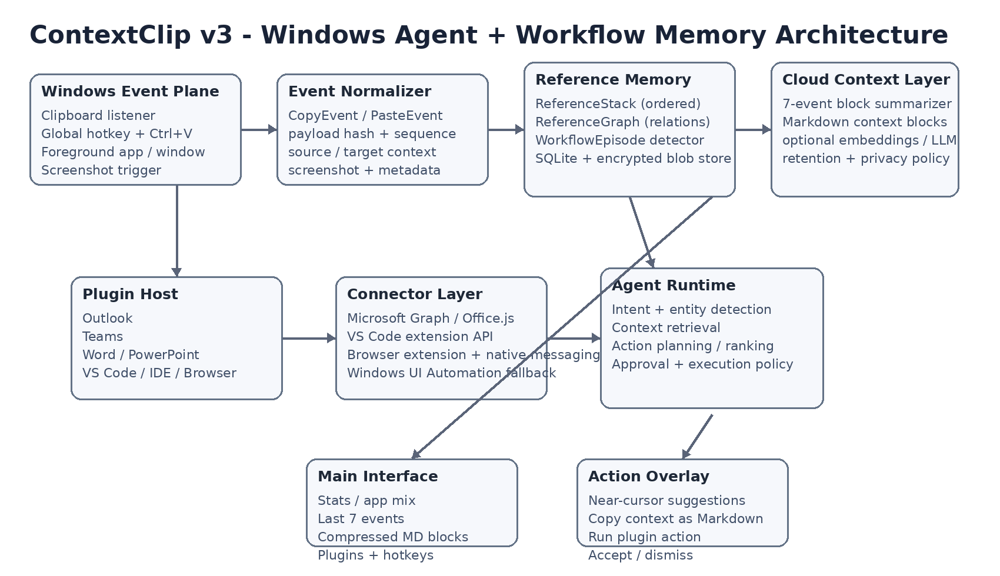 ContextClip v3 - Windows Agent + Workflow Memory Architecture
Windows Event Plane
Clipboard listener
Global hotkey + Ctrl+V
Foreground app / window
Screenshot trigger
Event Normalizer
CopyEvent / PasteEvent
payload hash + sequence
source / target context
screenshot + metadata
Reference Memory
ReferenceStack (ordered)
ReferenceGraph (relations)
WorkflowEpisode detector
SQLite + encrypted blob store
Cloud Context Layer
7-event block summarizer
Markdown context blocks
optional embeddings / LLM
retention + privacy policy
Plugin Host
Outlook
Teams
Word / PowerPoint
VS Code / IDE / Browser
Connector Layer
Microsoft Graph / Office.js
VS Code extension API
Browser extension + native messaging
Windows UI Automation fallback
Agent Runtime
Intent + entity detection
Context retrieval
Action planning / ranking
Approval + execution policy
Main Interface
Stats / app mix
Last 7 events
Compressed MD blocks
Plugins + hotkeys
Action Overlay
Near-cursor suggestions
Copy context as Markdown
Run plugin action
Accept / dismiss